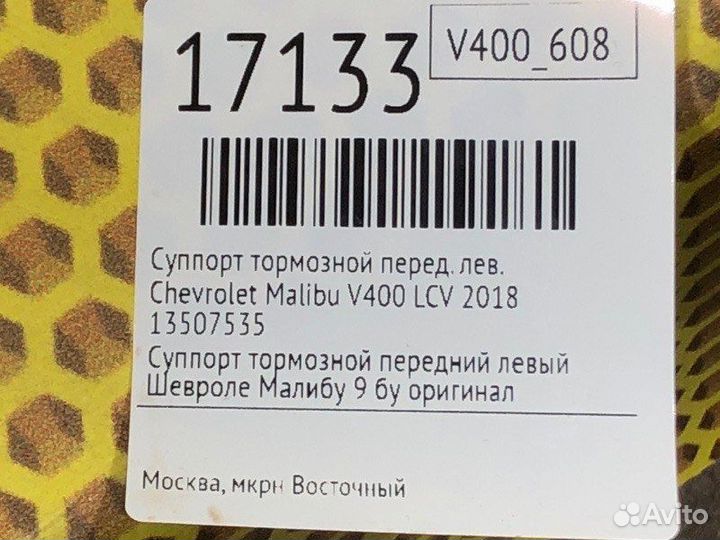 17133
V400_608
Суппорт тормозной перед. лев.
Chevrolet Malibu V400 LCV 2018
13507535
Суппорт тормозной передний левый
Шевроле Малибу 9 бу оригинал
Москва, мкрн Восточный
Avito